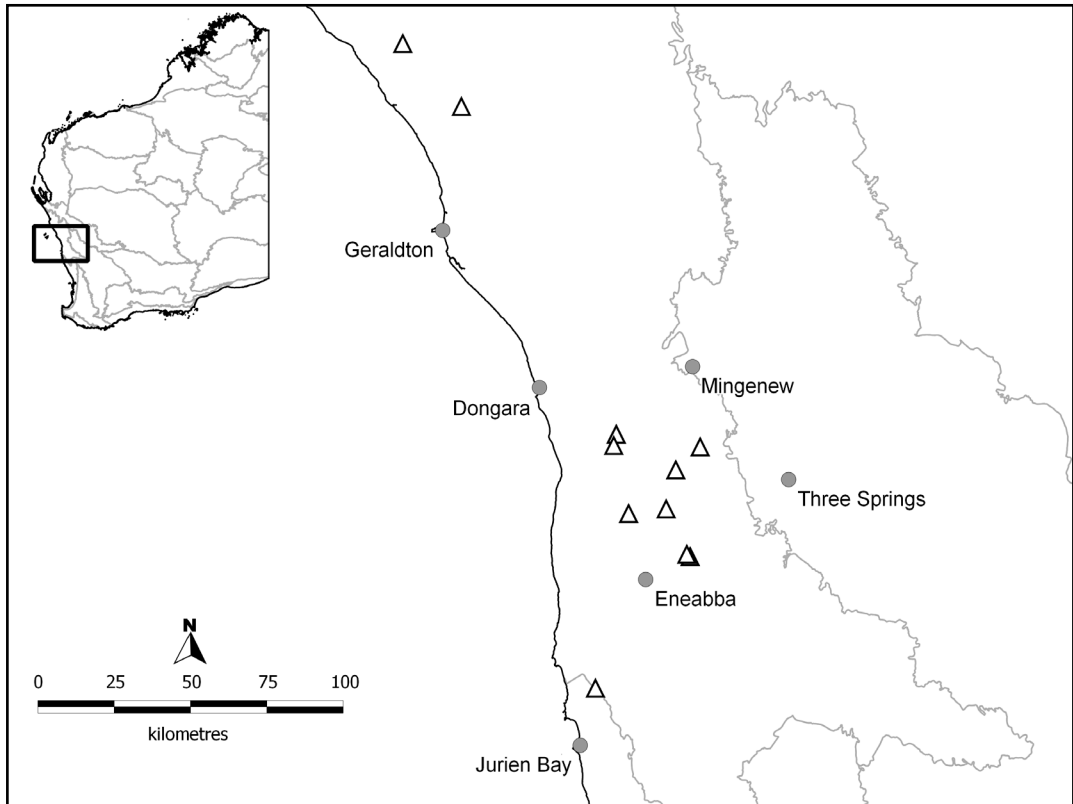 Geraldton
Mingenew
Dongara
Three Springs
Eneabba
N
0 25 50 75 100
kilometres
Jurien Bay